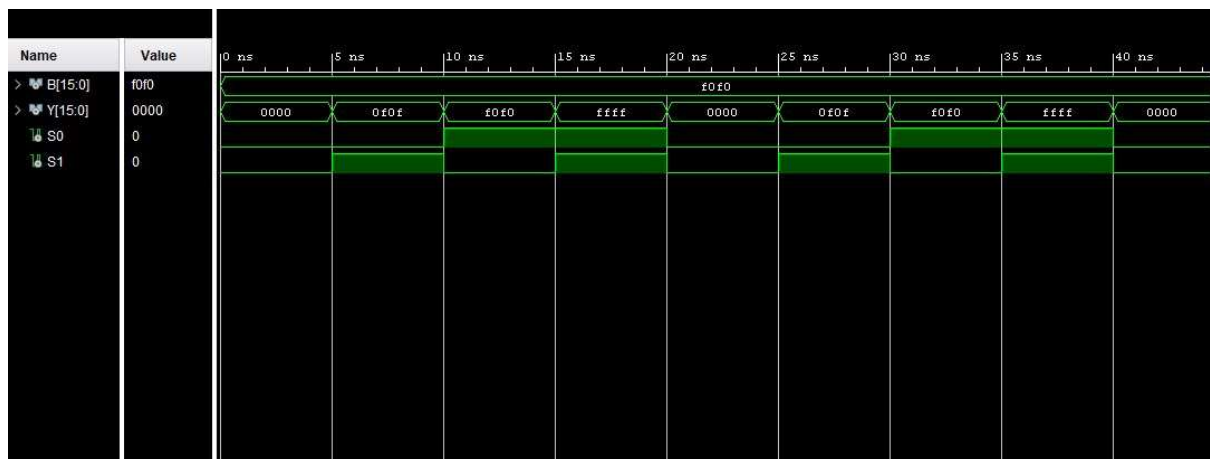 Name Value 0 ns 5 ns 10 ns 15 ns 20 ns 25 ns 30 ns 35 ns 40 ns
B[15:0] f0f0 f0f0
Y[15:0] 0000 0000 0f0f f0f0 ffff 0000 0f0f f0f0 ffff 0000
S0 0
S1 0